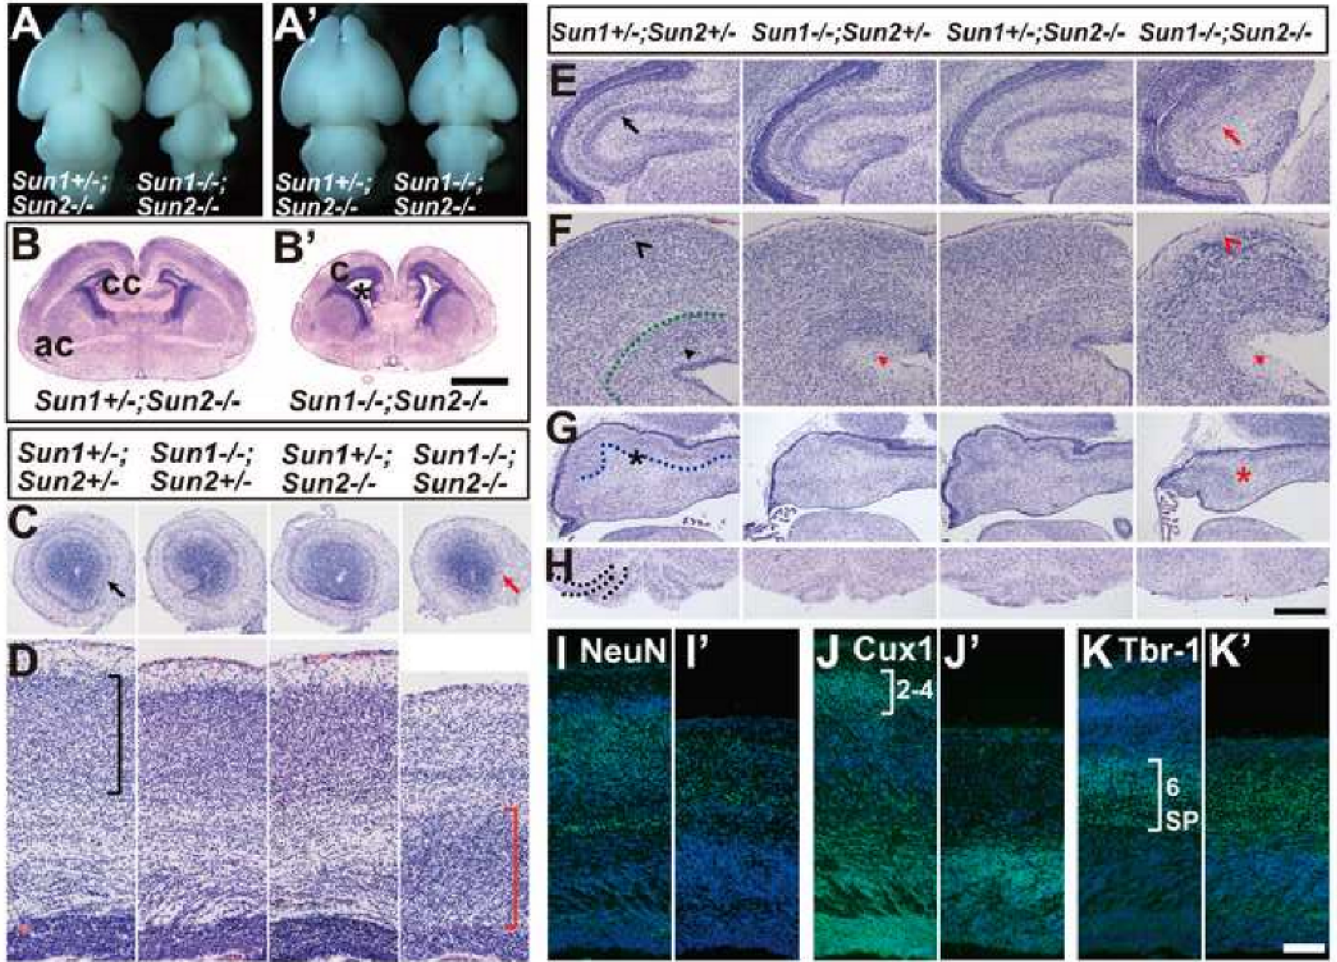 A
A'
Sun1+/-;
Sun2-/-
Sun1-/-;
Sun2-/-
Sun1+/-;
Sun2-/-
Sun1-/-;
Sun2-/-
B
cc
ac
B'
c
*
Sun1+/-;Sun2-/-
Sun1-/-;Sun2-/-
Sun1+/-;
Sun2+/-
Sun1-/-;
Sun2+/-
Sun1+/-;
Sun2-/-
Sun1-/-;
Sun2-/-
C
D
*
Sun1+/-;Sun2+/-
Sun1-/-;Sun2+/-
Sun1+/-;Sun2-/-
Sun1-/-;Sun2-/-
E
F
G
*
*
H
I NeuN
I'
J Cux1
2-4
J'
K Tbr-1
6
SP
K'